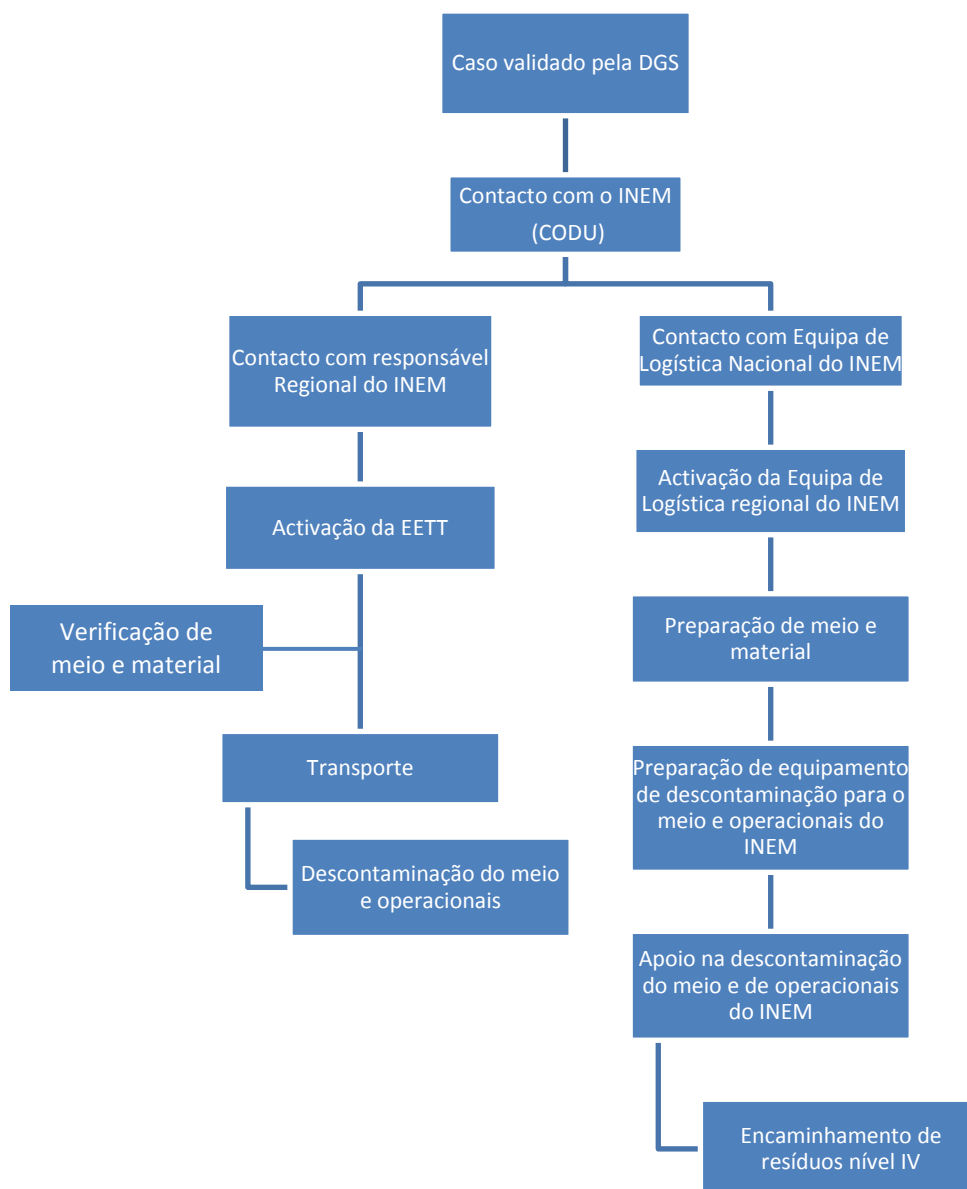 Caso validado pela DGS
Contacto com o INEM
(CODU)
Contacto com responsável
Regional do INEM
Activação da EETT
Verificação de
meio e material
Transporte
Descontaminação do meio
e operacionais
Contacto com Equipa de
Logística Nacional do INEM
Activação da Equipa de
Logística regional do INEM
Preparação de meio e
material
Preparação de equipamento
de descontaminação para o
meio e operacionais do
INEM
Apoio na descontaminação
do meio e de operacionais
do INEM
Encaminhamento de
resíduos nível IV